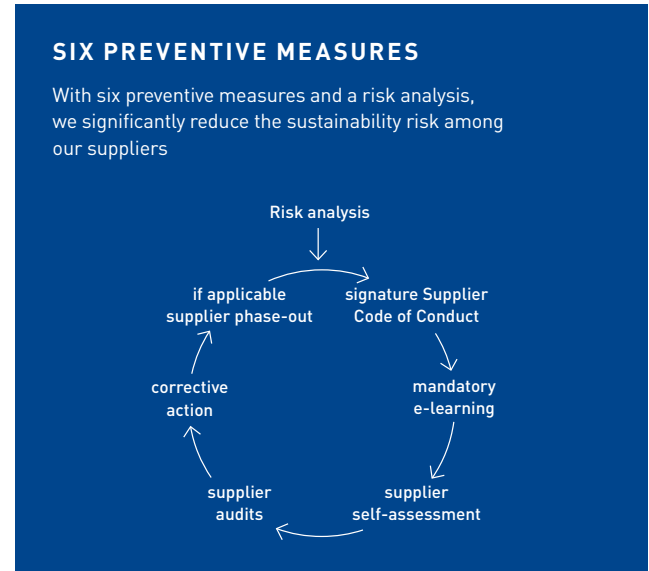 SIX PREVENTIVE MEASURES
With six preventive measures and a risk analysis,
we significantly reduce the sustainability risk among
our suppliers
Risk analysis
if applicable
supplier phase-out
signature Supplier
Code of Conduct
corrective
action
mandatory
e-learning
supplier
audits
supplier
self-assessment